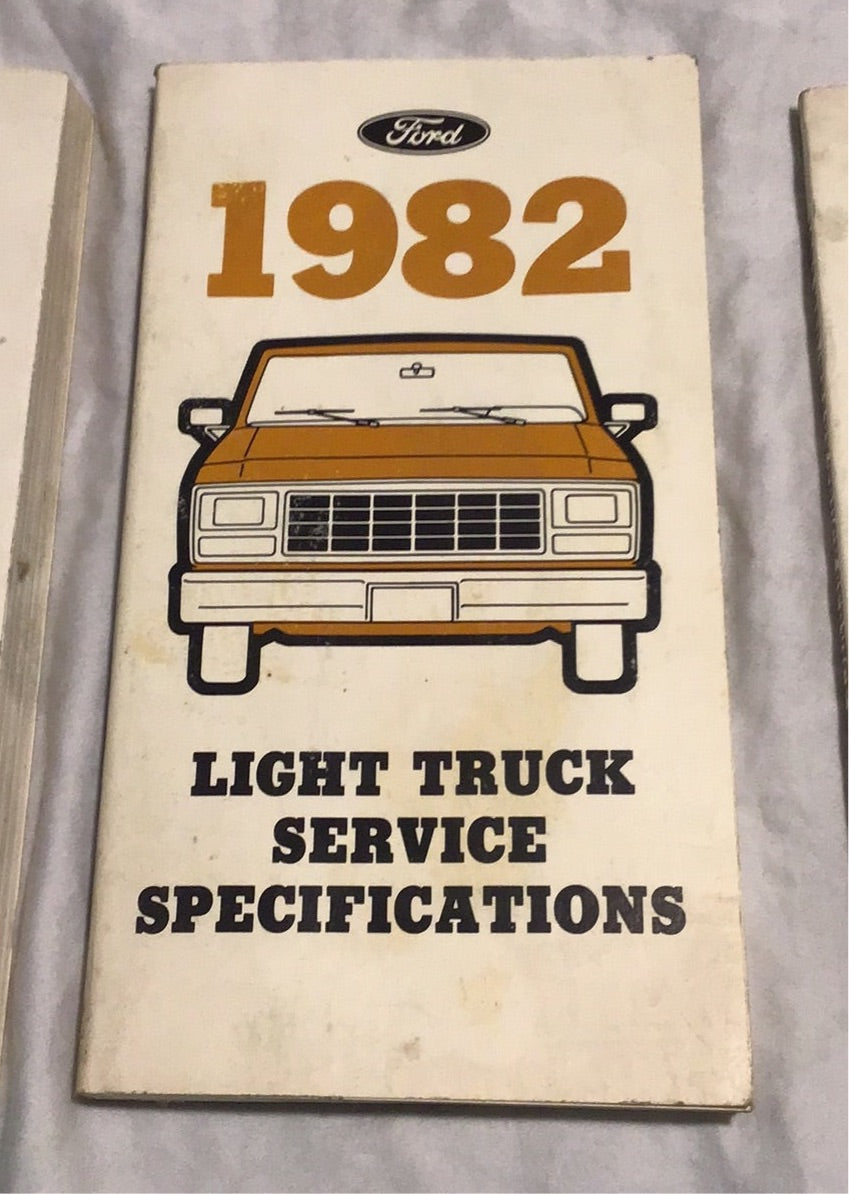 Ford
1982
LIGHT TRUCK
SERVICE
SPECIFICATIONS